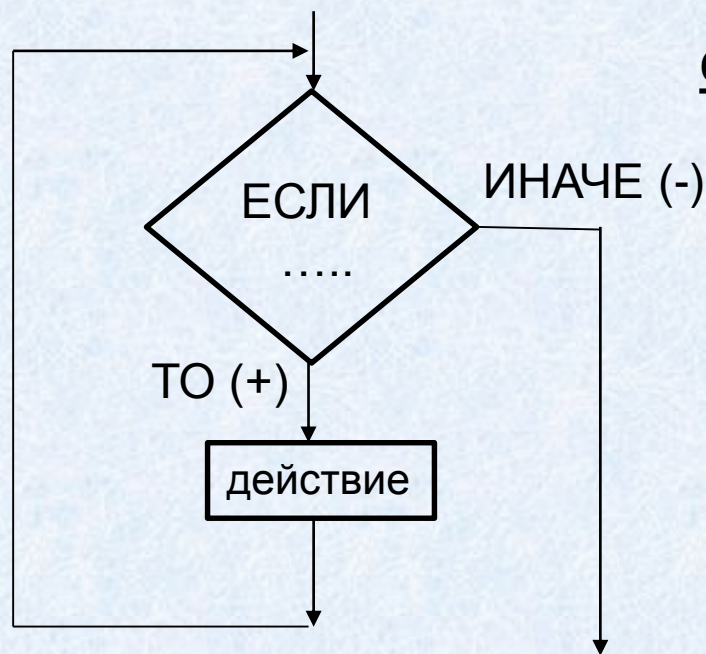 ЕСЛИ
.....
ИНАЧЕ (-)
ТО (+)
действие